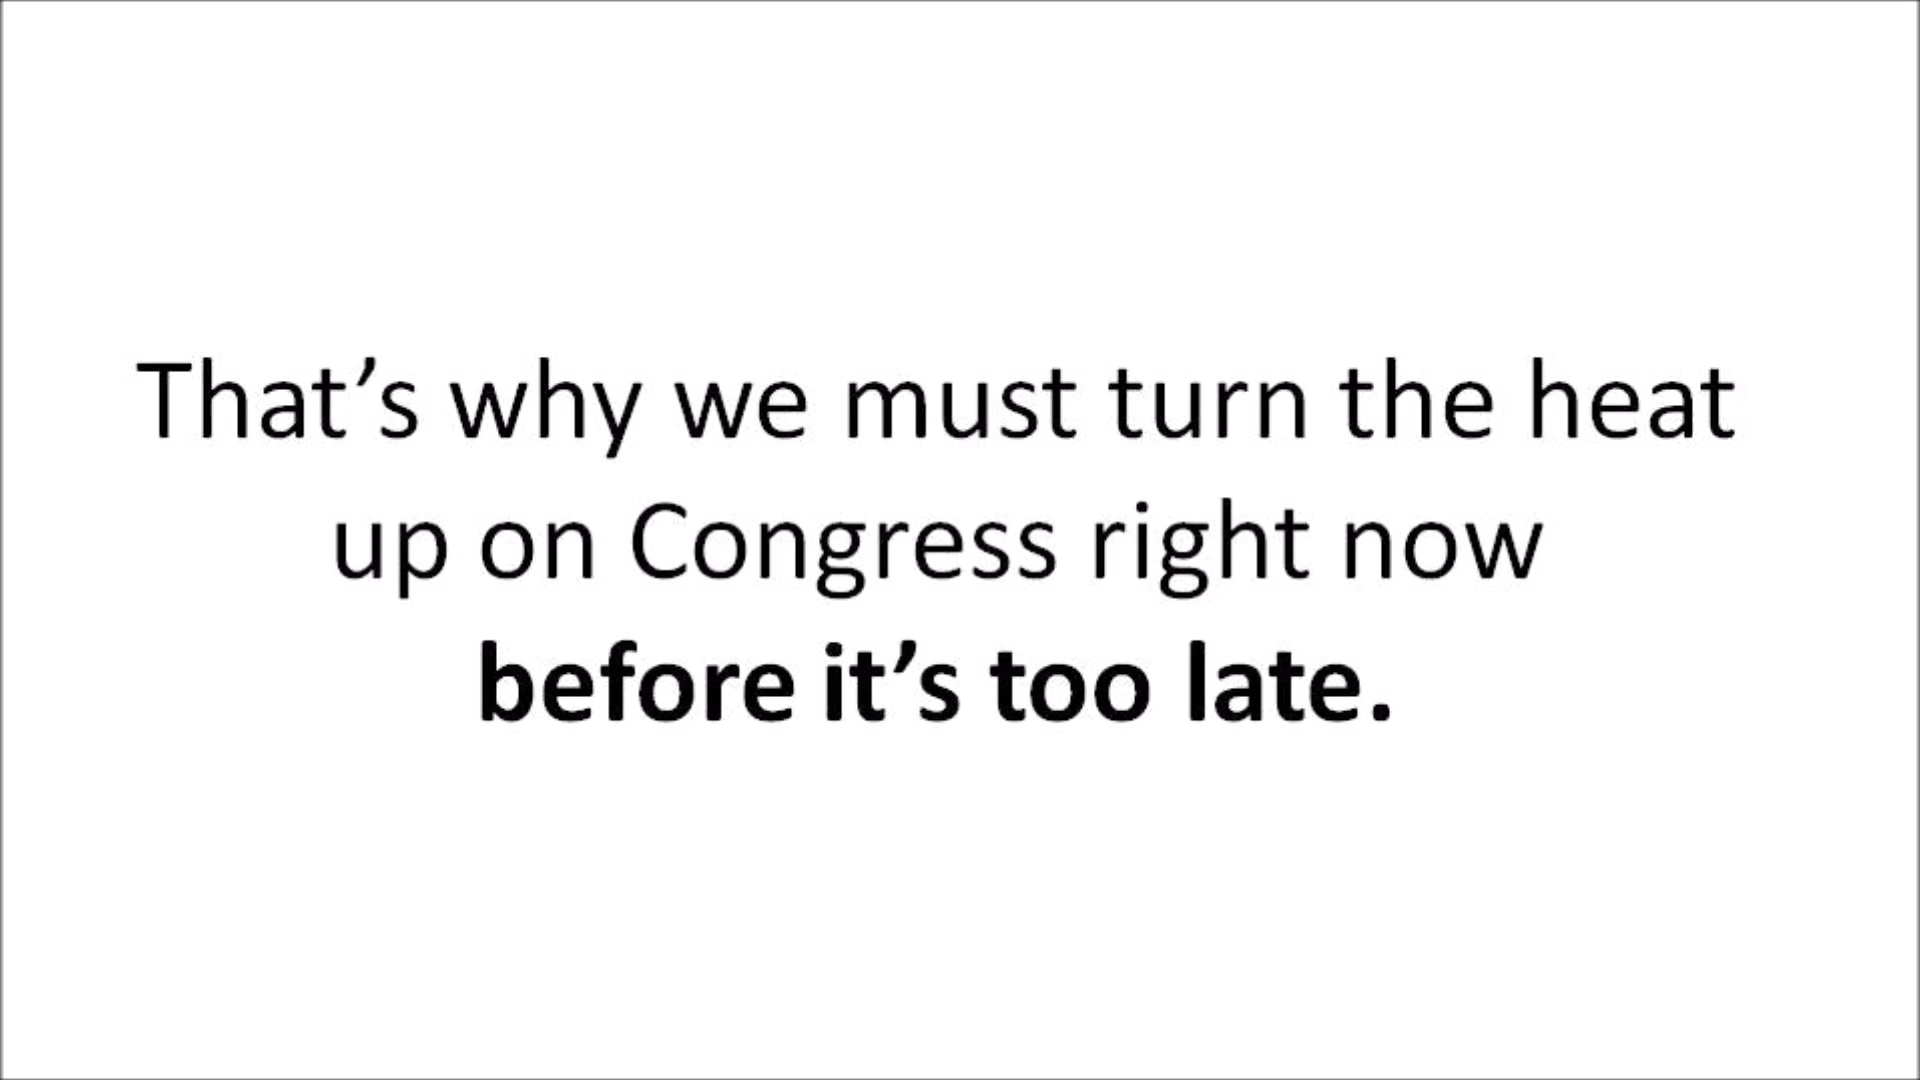 That’s why we must turn the heat
up on Congress right now
before it’s too late.